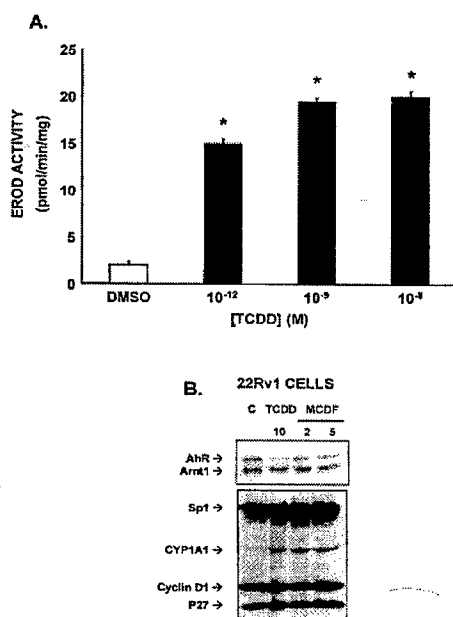 A.
25
20
15
10
5
0
EROD ACTIVITY
(pmol/min/mg)
* * *
DMSO 10⁻¹² 10⁻⁹ 10⁻⁸
[TCDD] (M)
B. 22Rv1 CELLS
C TCDD MCDF
10 2 5
AhR →
Arnt1 →
Sp1 →
CYP1A1 →
Cyclin D1 →
P27 →